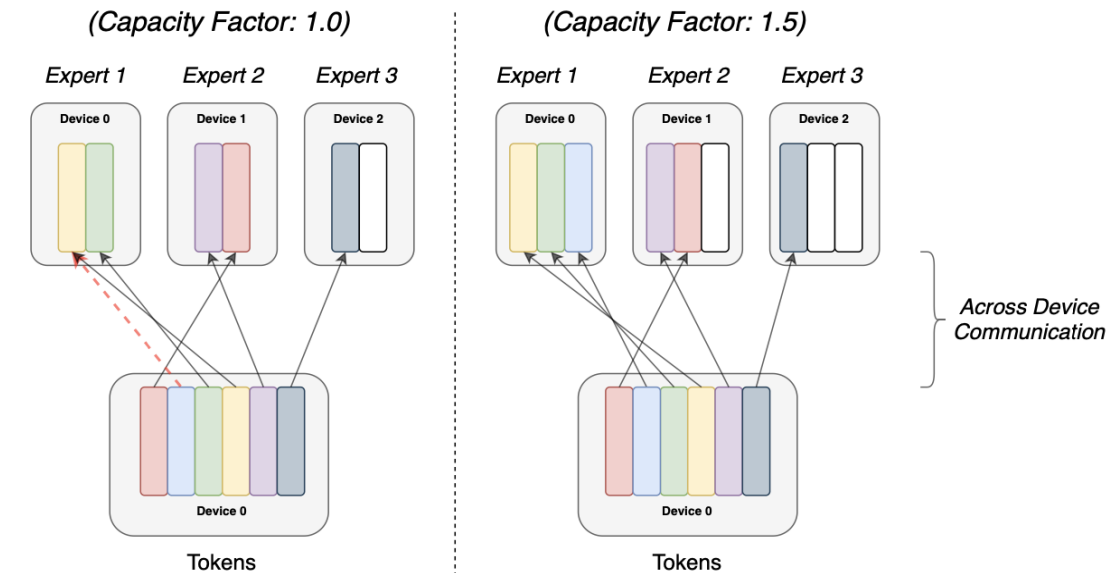 (Capacity Factor: 1.0)
Expert 1 Expert 2 Expert 3
Device 0 Device 1 Device 2
Device 0
Tokens
(Capacity Factor: 1.5)
Expert 1 Expert 2 Expert 3
Device 0 Device 1 Device 2
Device 0
Tokens
Across Device
Communication